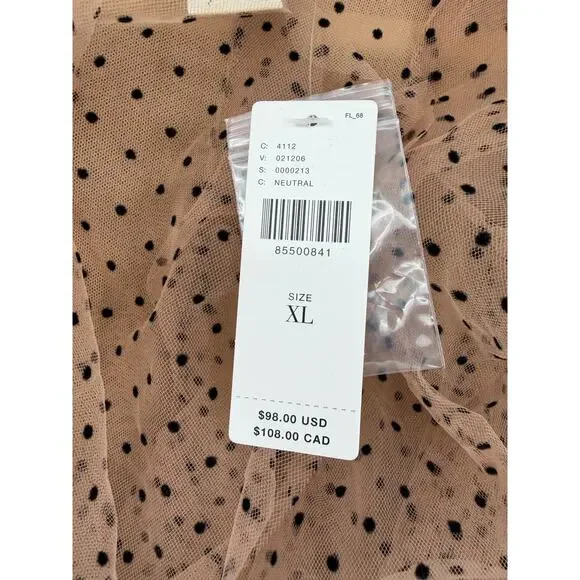 FL_68
C: 4112
V: 021206
S: 0000213
C: NEUTRAL
85500841
SIZE
XL
$98.00 USD
$108.00 CAD